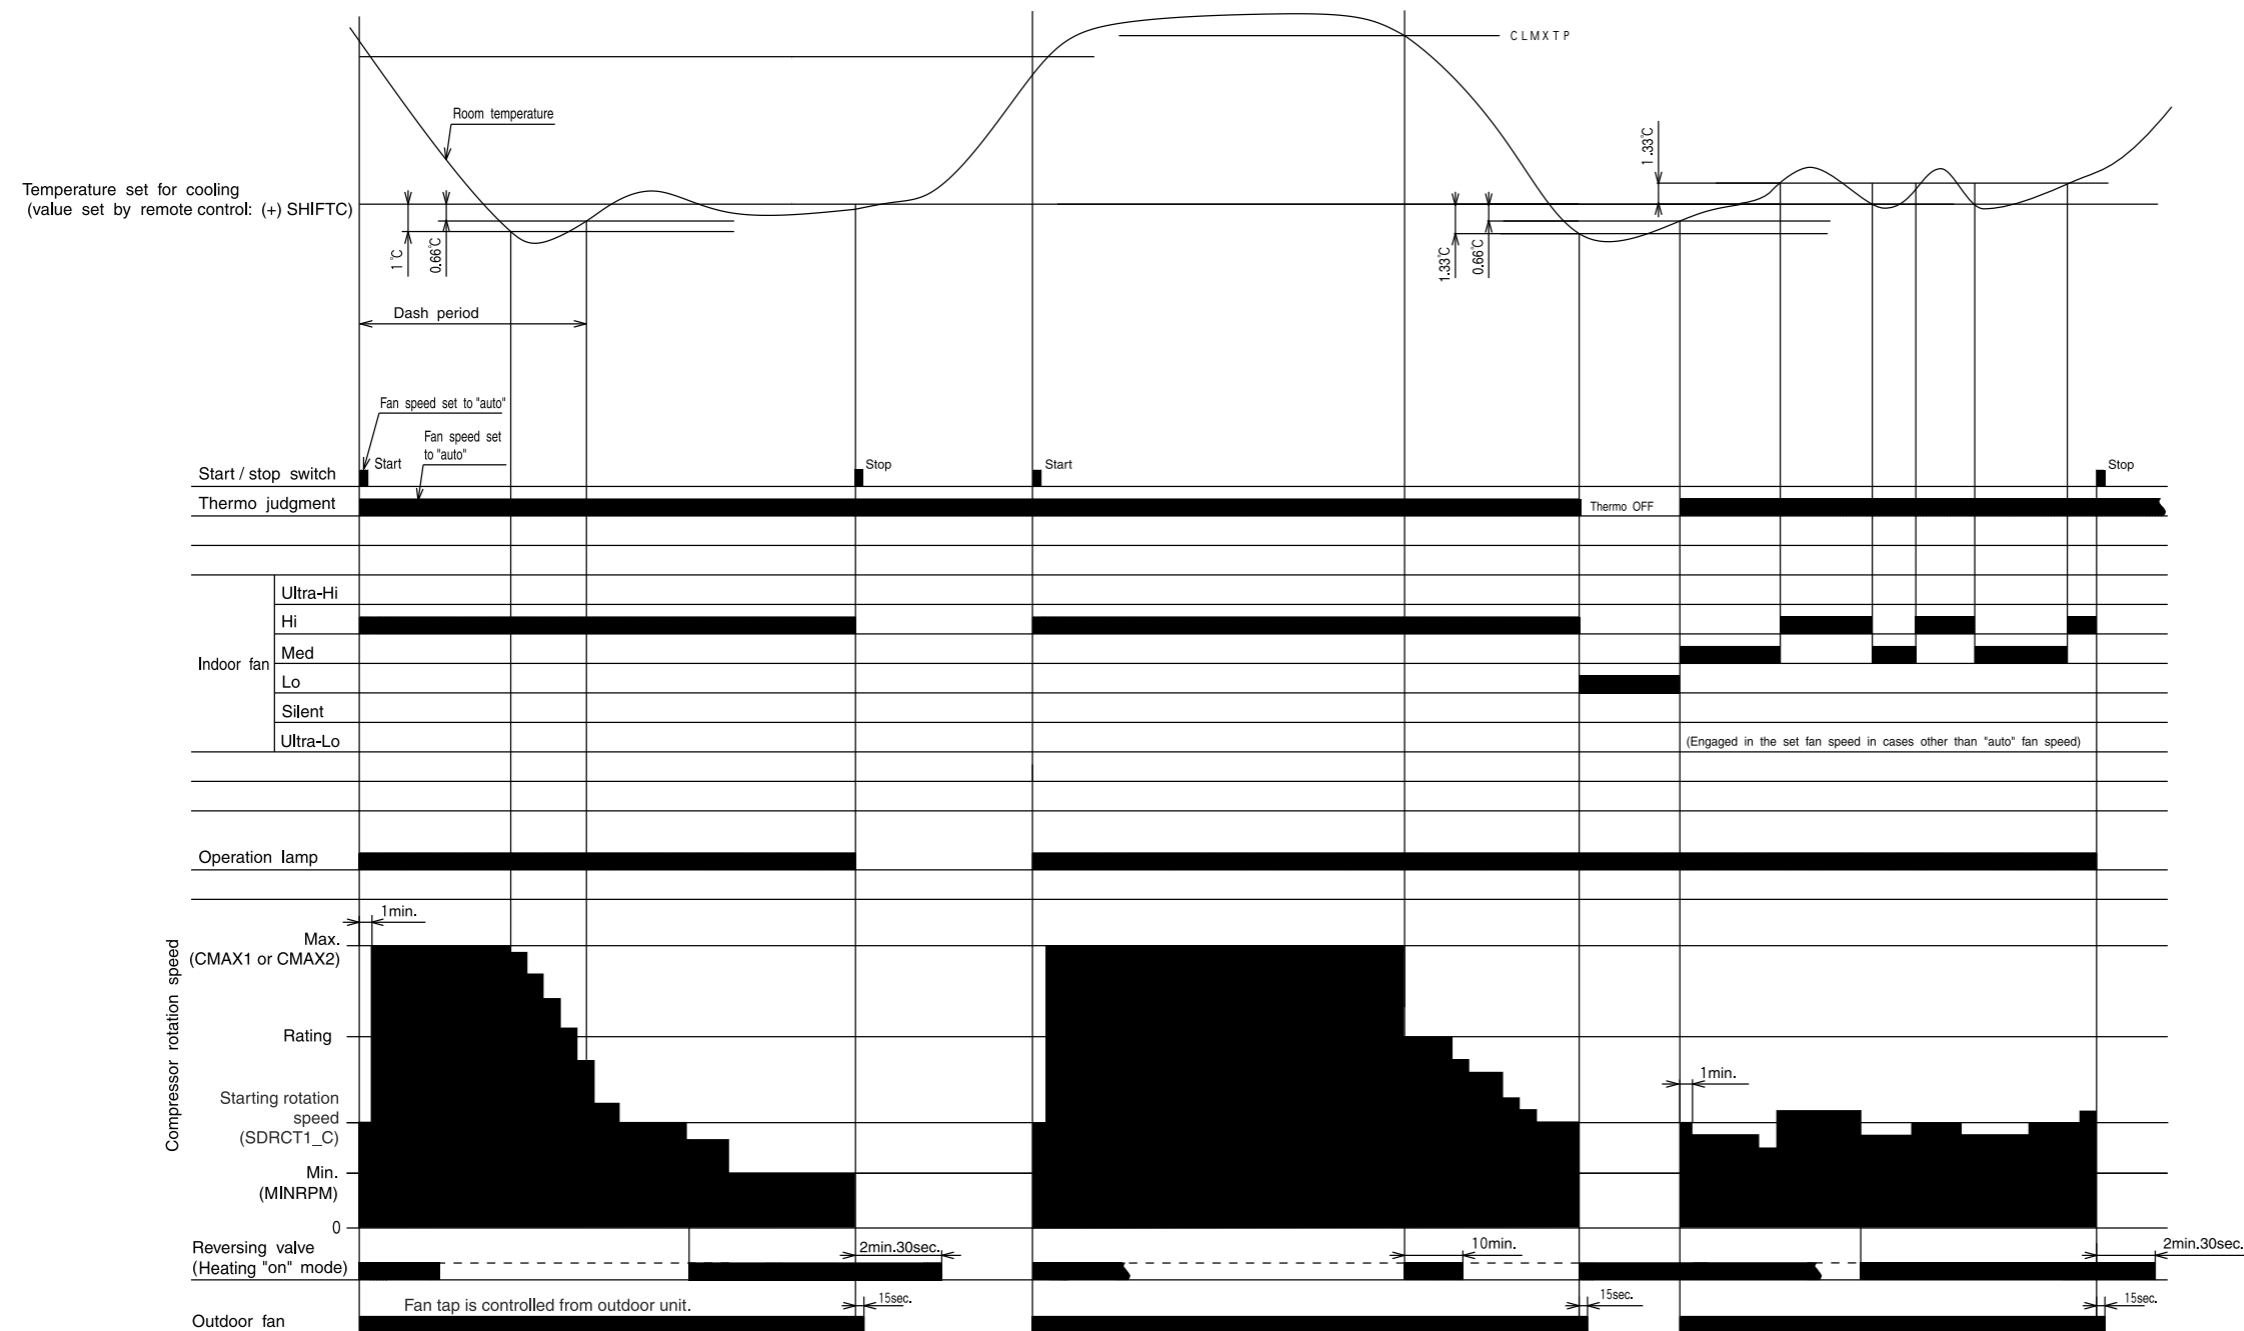 CLMXTP
Room temperature
1.33℃
Temperature set for cooling
(value set by remote control: (+) SHIFTC)
1℃
0.66℃
1.33℃
0.66℃
Dash period
Fan speed set to "auto"
Fan speed set
to "auto"
Start / stop switch
Start
Stop
Start
Stop
Thermo judgment
Thermo OFF
Indoor fan
Ultra-Hi
Hi
Med
Lo
Silent
Ultra-Lo
(Engaged in the set fan speed in cases other than "auto" fan speed)
Operation lamp
1min.
Compressor rotation speed
Max.
(CMAX1 or CMAX2)
Rating
1min.
Starting rotation
speed
(SDRCT1_C)
Min.
(MINRPM)
0
Reversing valve
(Heating "on" mode)
2min.30sec.
10min.
2min.30sec.
Fan tap is controlled from outdoor unit.
15sec.
15sec.
15sec.
Outdoor fan